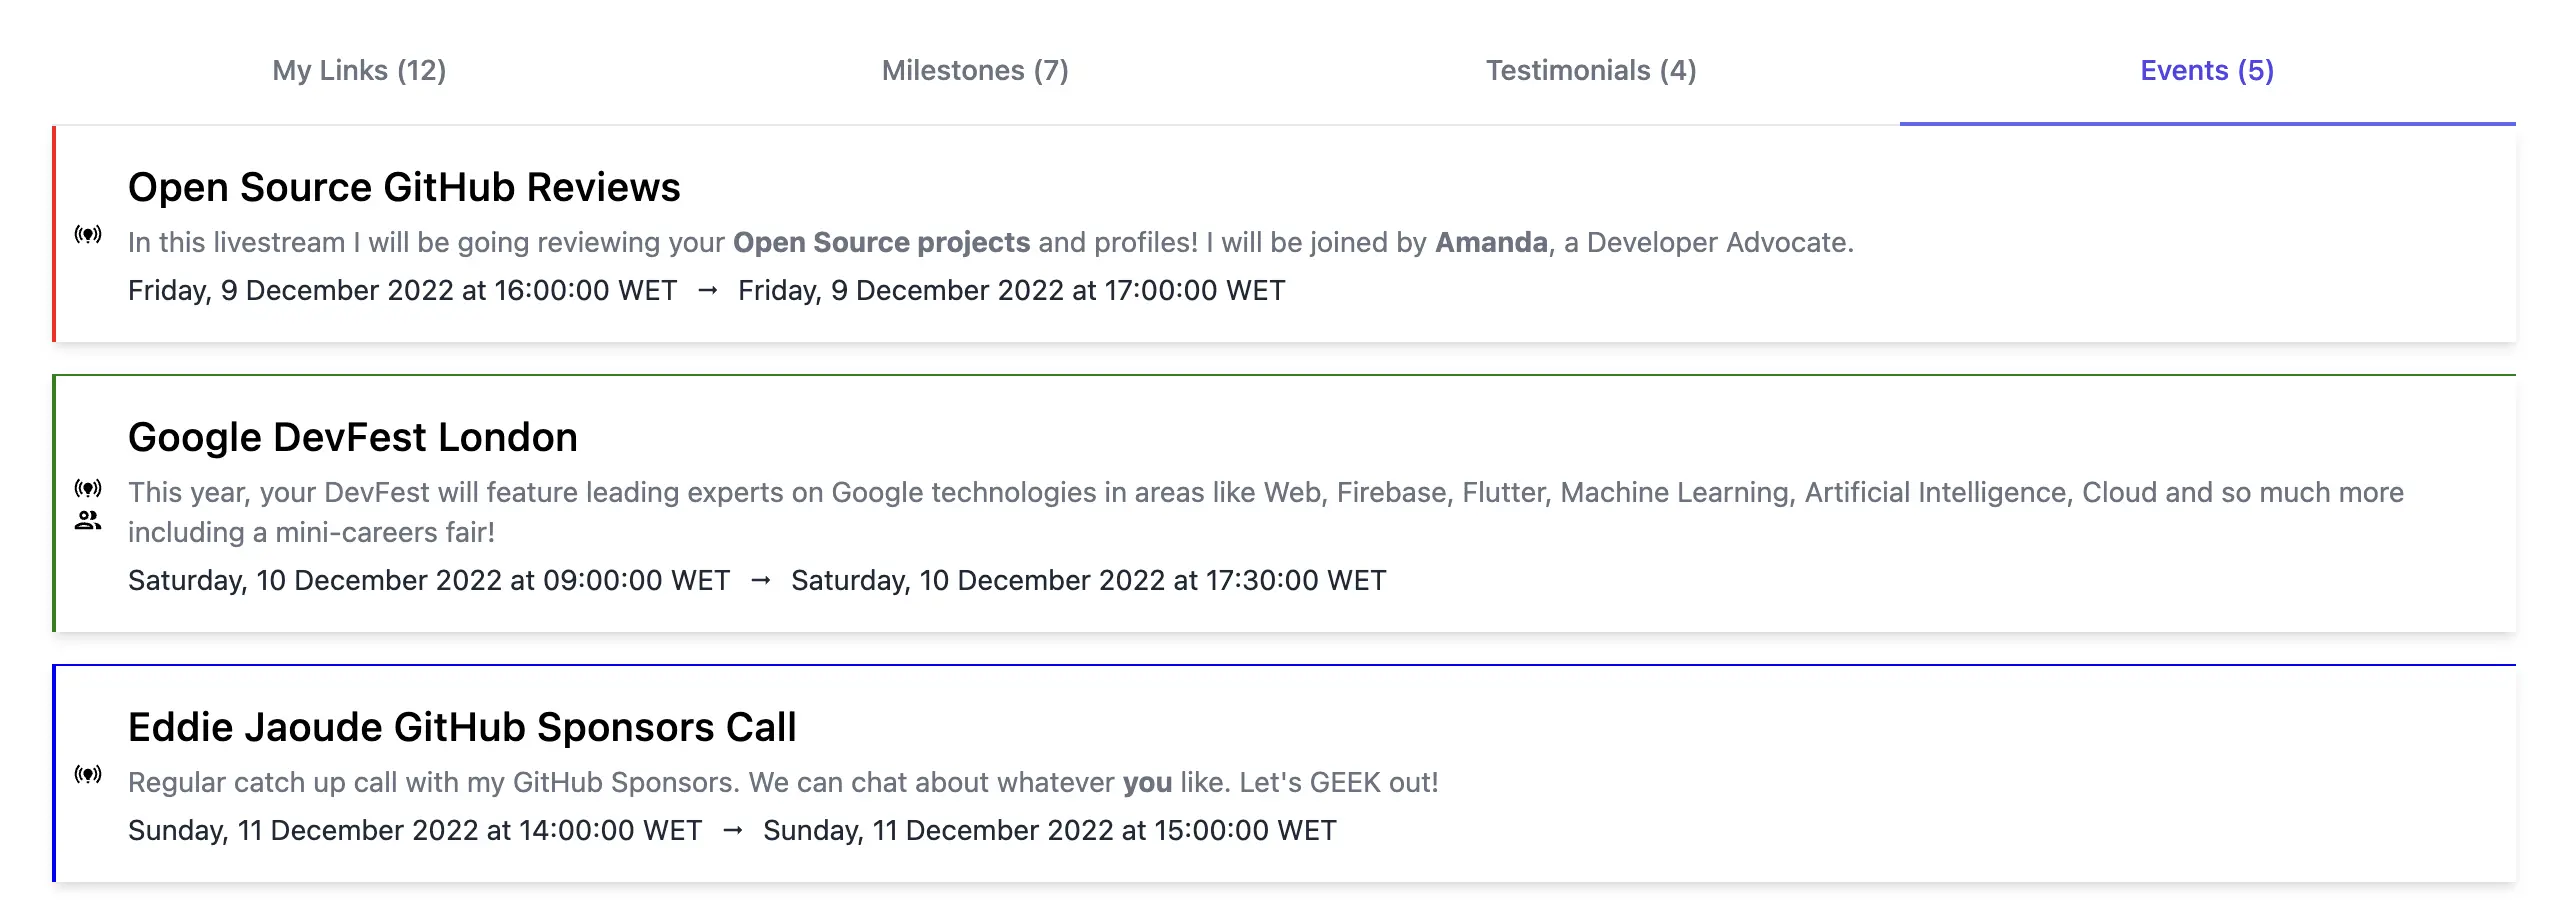 My Links (12) Milestones (7) Testimonials (4) Events (5)
Open Source GitHub Reviews
In this livestream I will be going reviewing your Open Source projects and profiles! I will be joined by Amanda, a Developer Advocate.
Friday, 9 December 2022 at 16:00:00 WET → Friday, 9 December 2022 at 17:00:00 WET
Google DevFest London
This year, your DevFest will feature leading experts on Google technologies in areas like Web, Firebase, Flutter, Machine Learning, Artificial Intelligence, Cloud and so much more
including a mini-careers fair!
Saturday, 10 December 2022 at 09:00:00 WET → Saturday, 10 December 2022 at 17:30:00 WET
Eddie Jaoude GitHub Sponsors Call
Regular catch up call with my GitHub Sponsors. We can chat about whatever you like. Let's GEEK out!
Sunday, 11 December 2022 at 14:00:00 WET → Sunday, 11 December 2022 at 15:00:00 WET